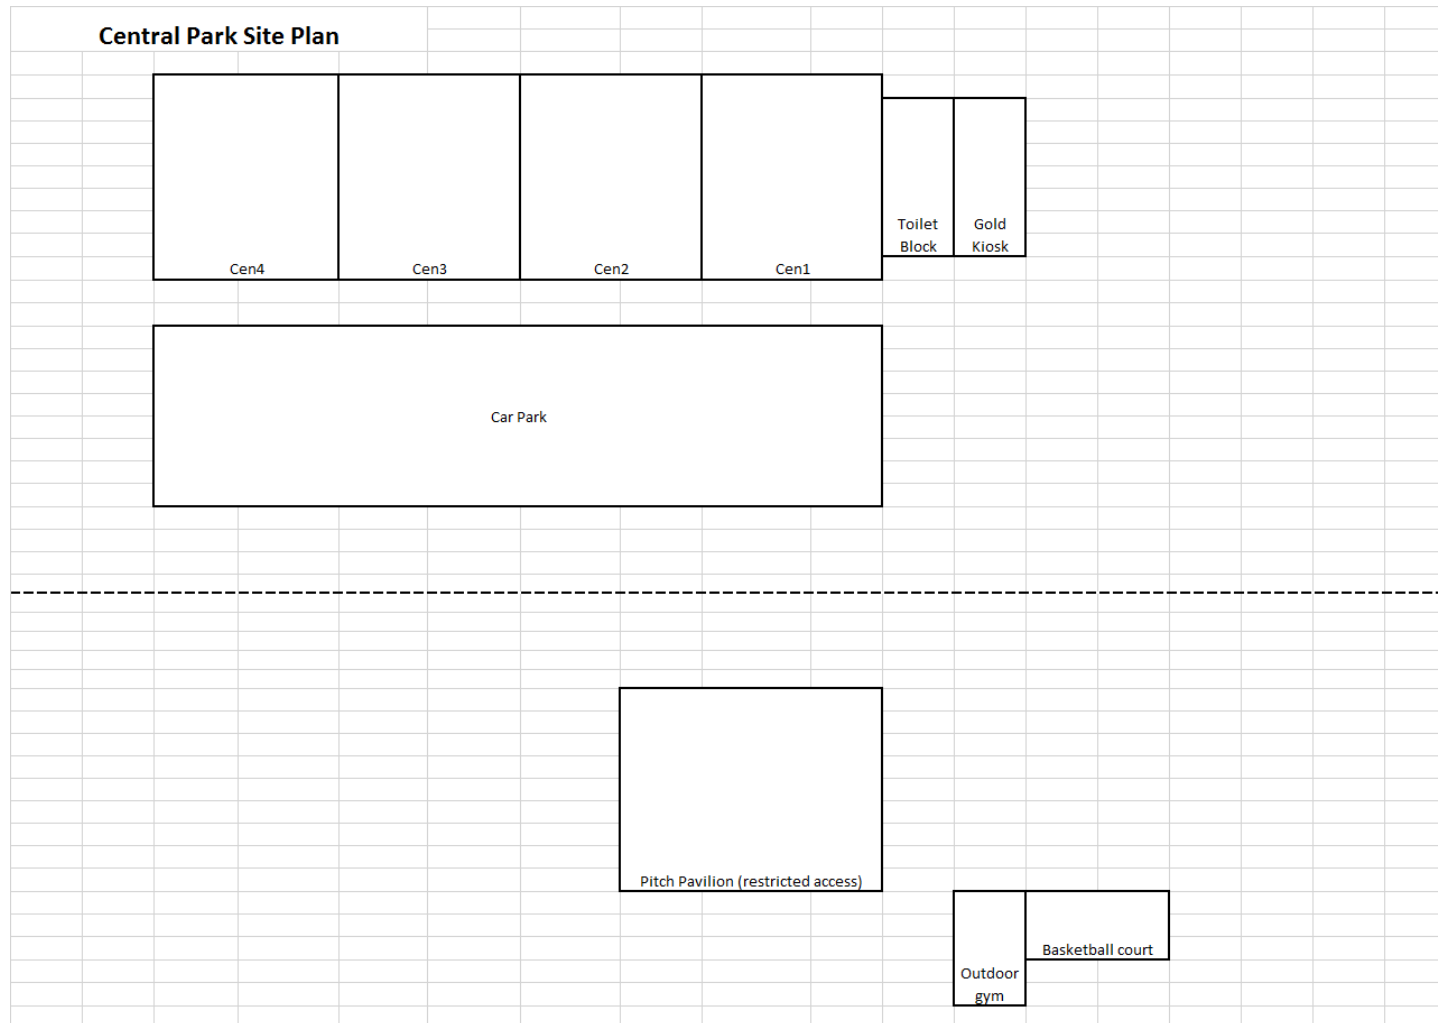 Central Park Site Plan
Toilet
Block
Gold
Kiosk
Cen4
Cen3
Cen2
Cen1
Car Park
Pitch Pavilion (restricted access)
Basketball court
Outdoor
gym